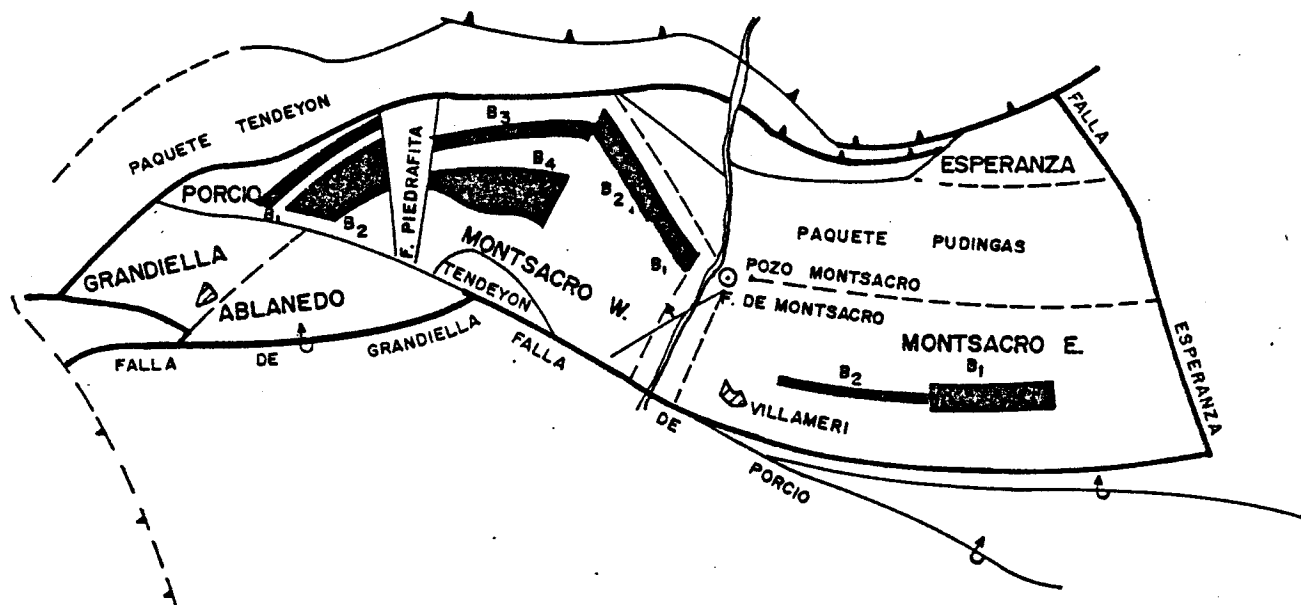 FALLA
PAQUETE TENDEYON
B3
ESPERANZA
PORCIO
B1
B2
F. PIEDRAFITA
B4
B2
B1
PAQUETE PUDINGAS
MONTSACRO W.
TENDEYON
POZO MONTSACRO
F. DE MONTSACRO
GRANDIELLA
ABLANEDO
MONTSACRO E.
ESPERANZA
FALLA DE GRANDIELLA
FALLA DE PORCIO
B2
B1
VILLAMERI